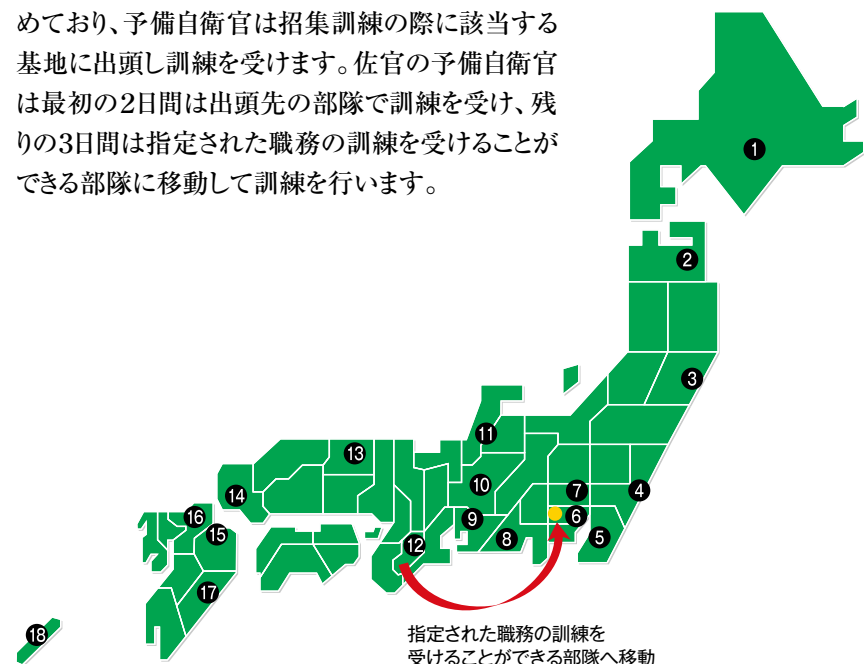 めており、予備自衛官は招集訓練の際に該当する
基地に出頭し訓練を受けます。佐官の予備自衛官
は最初の2日間は出頭先の部隊で訓練を受け、残
りの3日間は指定された職務の訓練を受けることが
できる部隊に移動して訓練を行います。
1
2
3
11
13
10
7
4
14
16
9
6
15
12
8
5
17
18
指定された職務の訓練を
受けることができる部隊へ移動